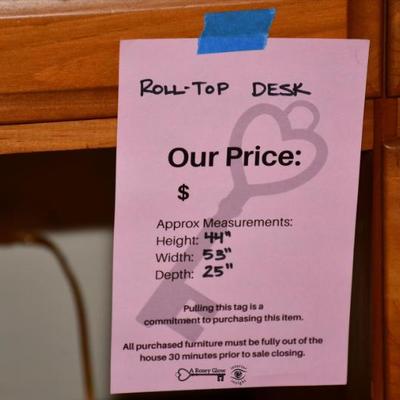 ROLL-TOP DESK
Our Price:
$
Approx Measurements:
Height: 44"
Width: 53"
Depth: 25"
Pulling this tag is a
commitment to purchasing this item.
All purchased furniture must be fully out of the
house 30 minutes prior to sale closing.
A Rosey Glow